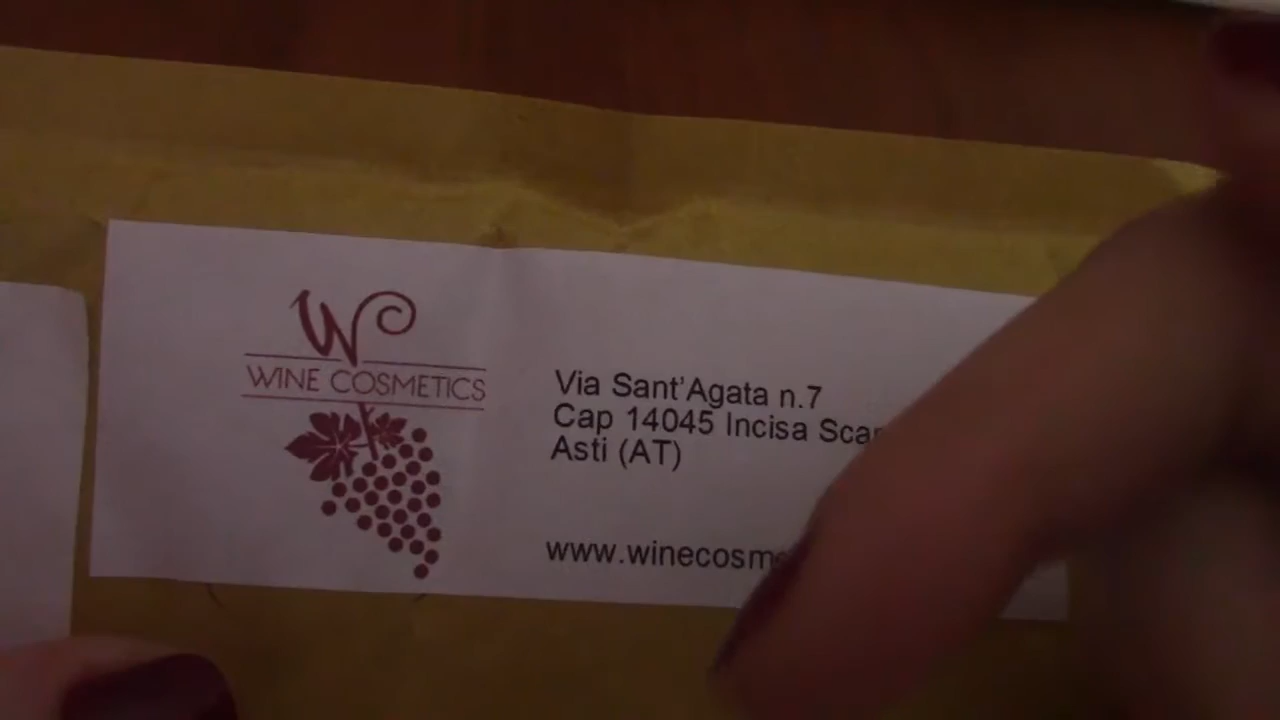 W
WINE COSMETICS
Via Sant'Agata n.7
Cap 14045 Incisa
Asti (AT)